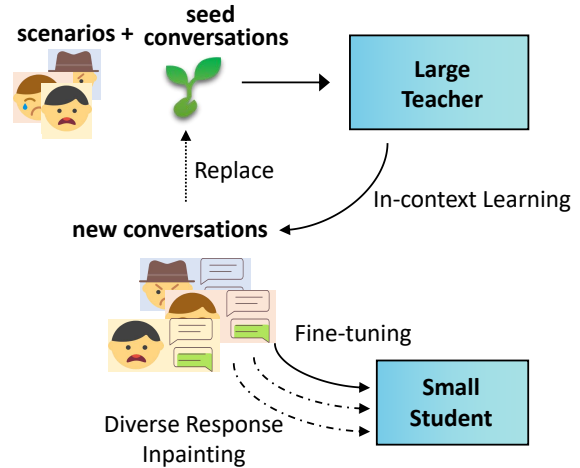 seed
scenarios + conversations
Large
Teacher
Replace
In-context Learning
new conversations
Fine-tuning
Small
Student
Diverse Response
Inpainting